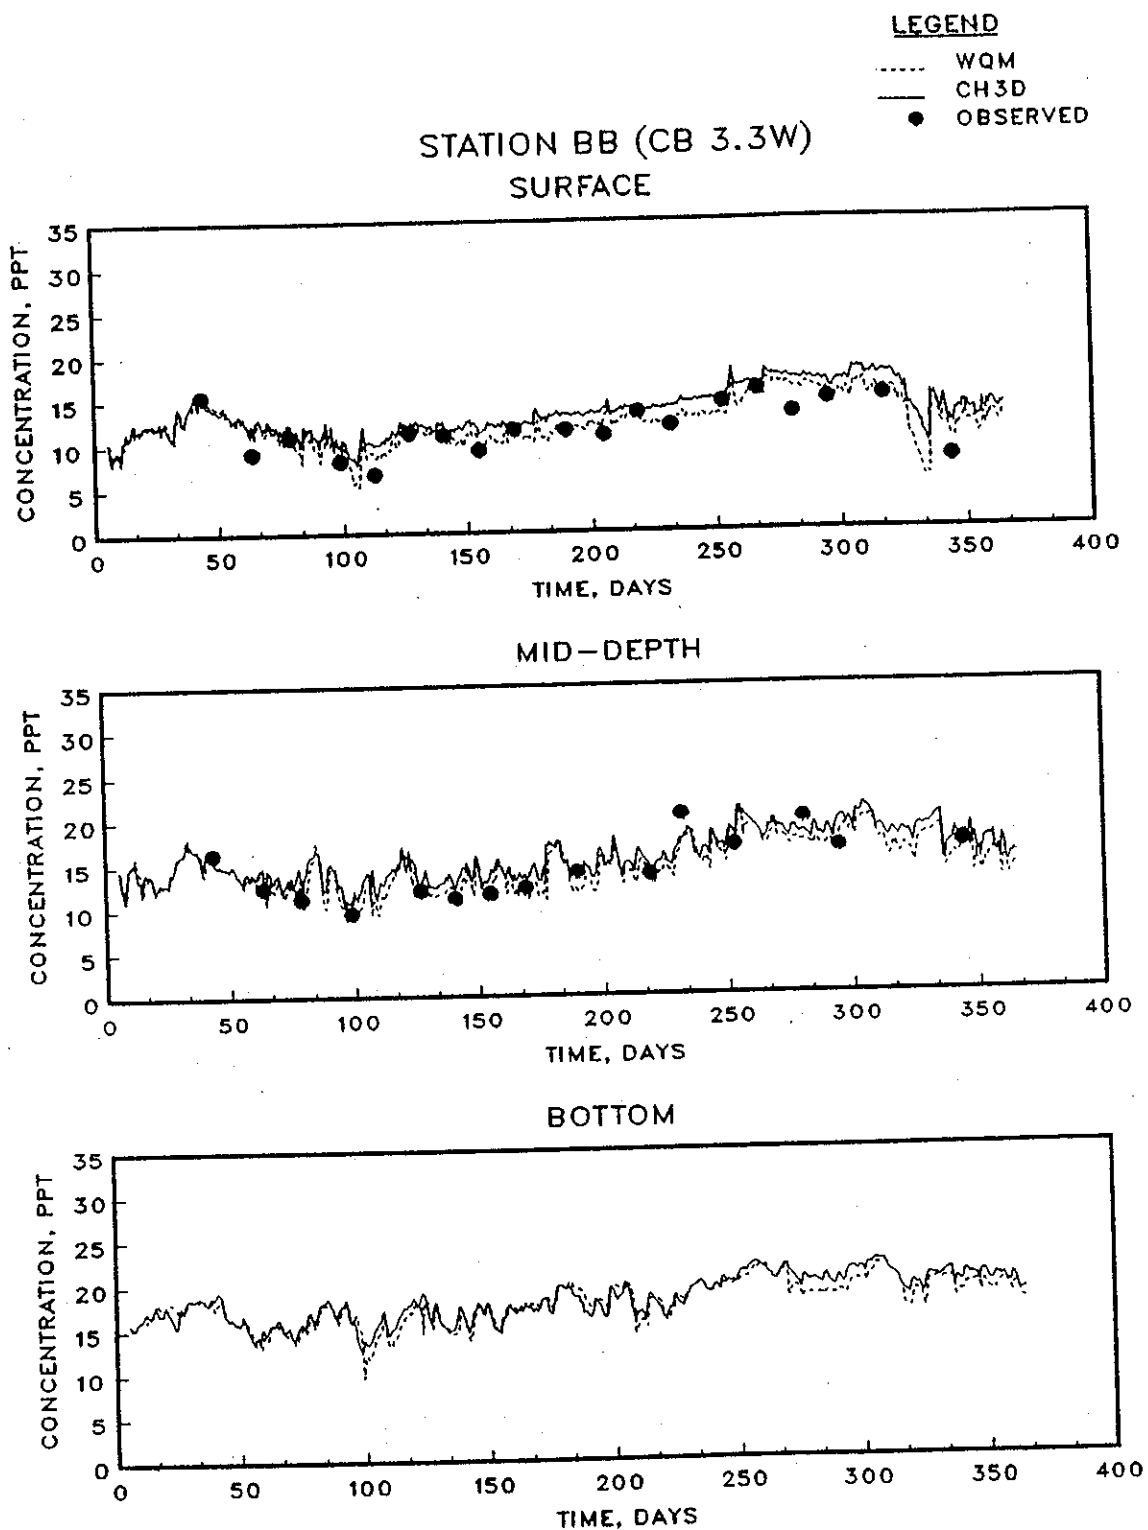 LEGEND
WQM
CH3D
OBSERVED
STATION BB (CB 3.3W)
SURFACE
CONCENTRATION, PPT
35
30
25
20
15
10
5
0
0 50 100 150 200 250 300 350 400
TIME, DAYS
MID-DEPTH
CONCENTRATION, PPT
35
30
25
20
15
10
5
0
0 50 100 150 200 250 300 350 400
TIME, DAYS
BOTTOM
CONCENTRATION, PPT
35
30
25
20
15
10
5
0
0 50 100 150 200 250 300 350 400
TIME, DAYS